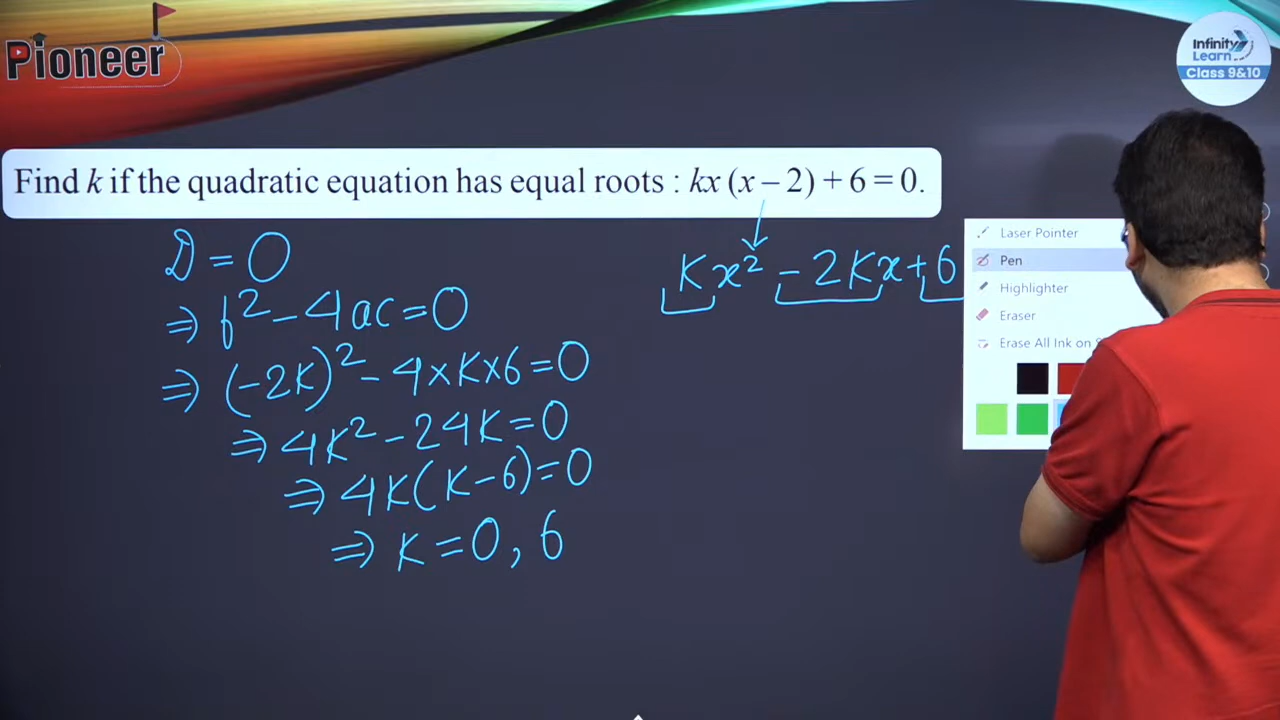 Pioneer
Infinity
Learn
Class 9&10
Find k if the quadratic equation has equal roots : kx (x – 2) + 6 = 0.
D = 0
⇒ b² - 4ac = 0
⇒ (-2K)² - 4×K×6 = 0
⇒ 4K² - 24K = 0
⇒ 4K(K-6) = 0
⇒ K = 0, 6
Kx² - 2Kx + 6
Laser Pointer
Pen
Highlighter
Eraser
Erase All Ink on